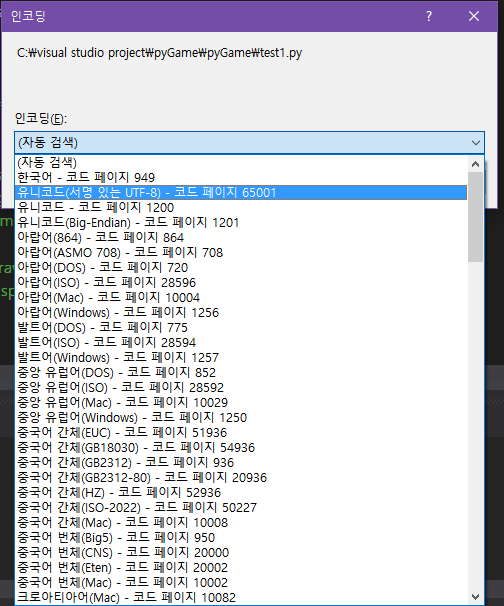 인코딩
?
C:\visual studio project\pyGame\pyGame\test1.py
인코딩(E):
(자동 검색)
(자동 검색)
한국어 - 코드 페이지 949
유니코드(서명 있는 UTF-8) - 코드 페이지 65001
유니코드 - 코드 페이지 1200
유니코드(Big-Endian) - 코드 페이지 1201
아랍어(864) - 코드 페이지 864
아랍어(ASMO 708) - 코드 페이지 708
아랍어(DOS) - 코드 페이지 720
아랍어(ISO) - 코드 페이지 28596
아랍어(Mac) - 코드 페이지 10004
아랍어(Windows) - 코드 페이지 1256
발트어(DOS) - 코드 페이지 775
발트어(ISO) - 코드 페이지 28594
발트어(Windows) - 코드 페이지 1257
중앙 유럽어(DOS) - 코드 페이지 852
중앙 유럽어(ISO) - 코드 페이지 28592
중앙 유럽어(Mac) - 코드 페이지 10029
중앙 유럽어(Windows) - 코드 페이지 1250
중국어 간체(EUC) - 코드 페이지 51936
중국어 간체(GB18030) - 코드 페이지 54936
중국어 간체(GB2312) - 코드 페이지 936
중국어 간체(GB2312-80) - 코드 페이지 20936
중국어 간체(HZ) - 코드 페이지 52936
중국어 간체(ISO-2022) - 코드 페이지 50227
중국어 간체(Mac) - 코드 페이지 10008
중국어 번체(Big5) - 코드 페이지 950
중국어 번체(CNS) - 코드 페이지 20000
중국어 번체(Eten) - 코드 페이지 20002
중국어 번체(Mac) - 코드 페이지 10002
크로아티아어(Mac) - 코드 페이지 10082